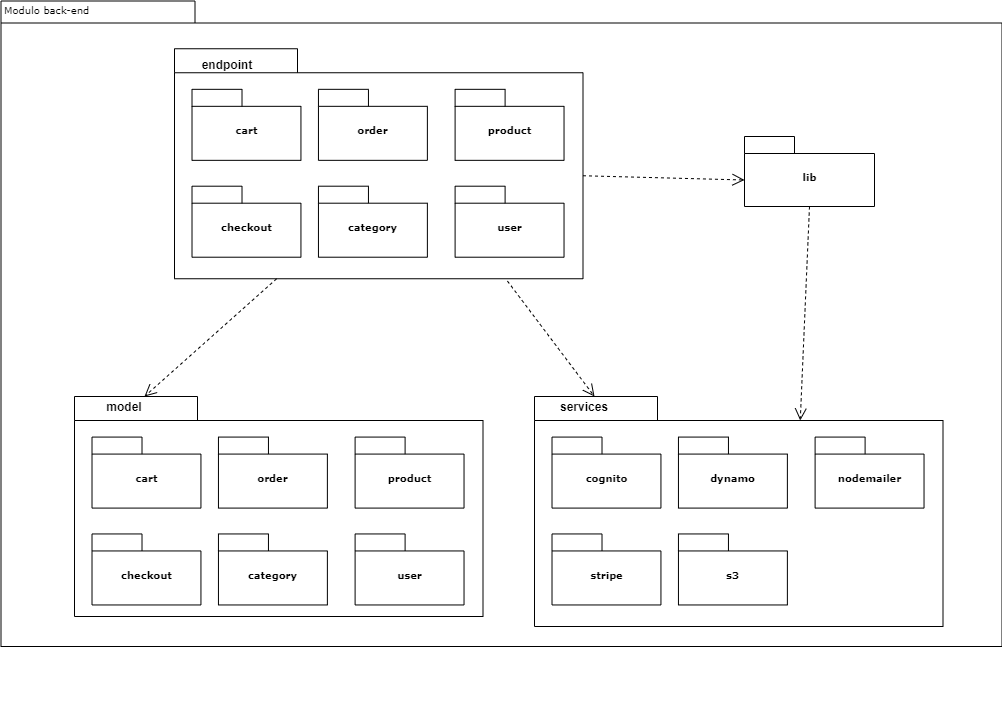 Modulo back-end
endpoint
cart
order
product
lib
checkout
category
user
model
services
cart
order
product
cognito
dynamo
nodemailer
checkout
category
user
stripe
s3